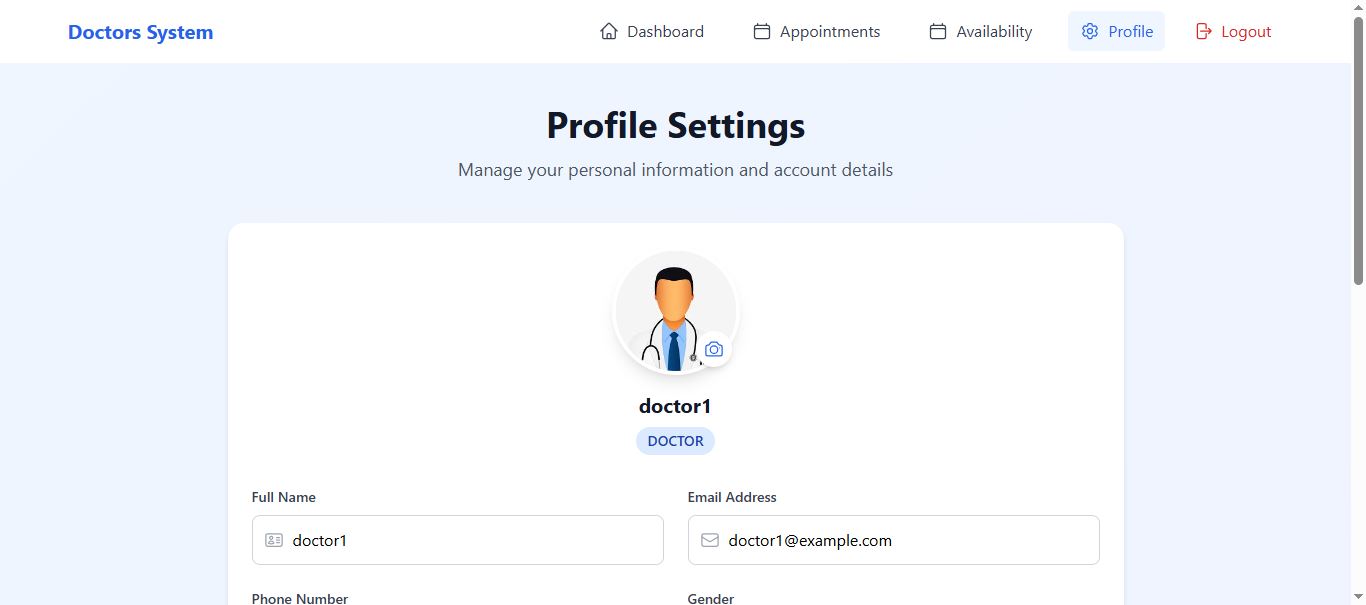 Doctors System
Dashboard
Appointments
Availability
Profile
Logout
Profile Settings
Manage your personal information and account details
doctor1
DOCTOR
Full Name
Email Address
doctor1
doctor1@example.com
Phone Number
Gender